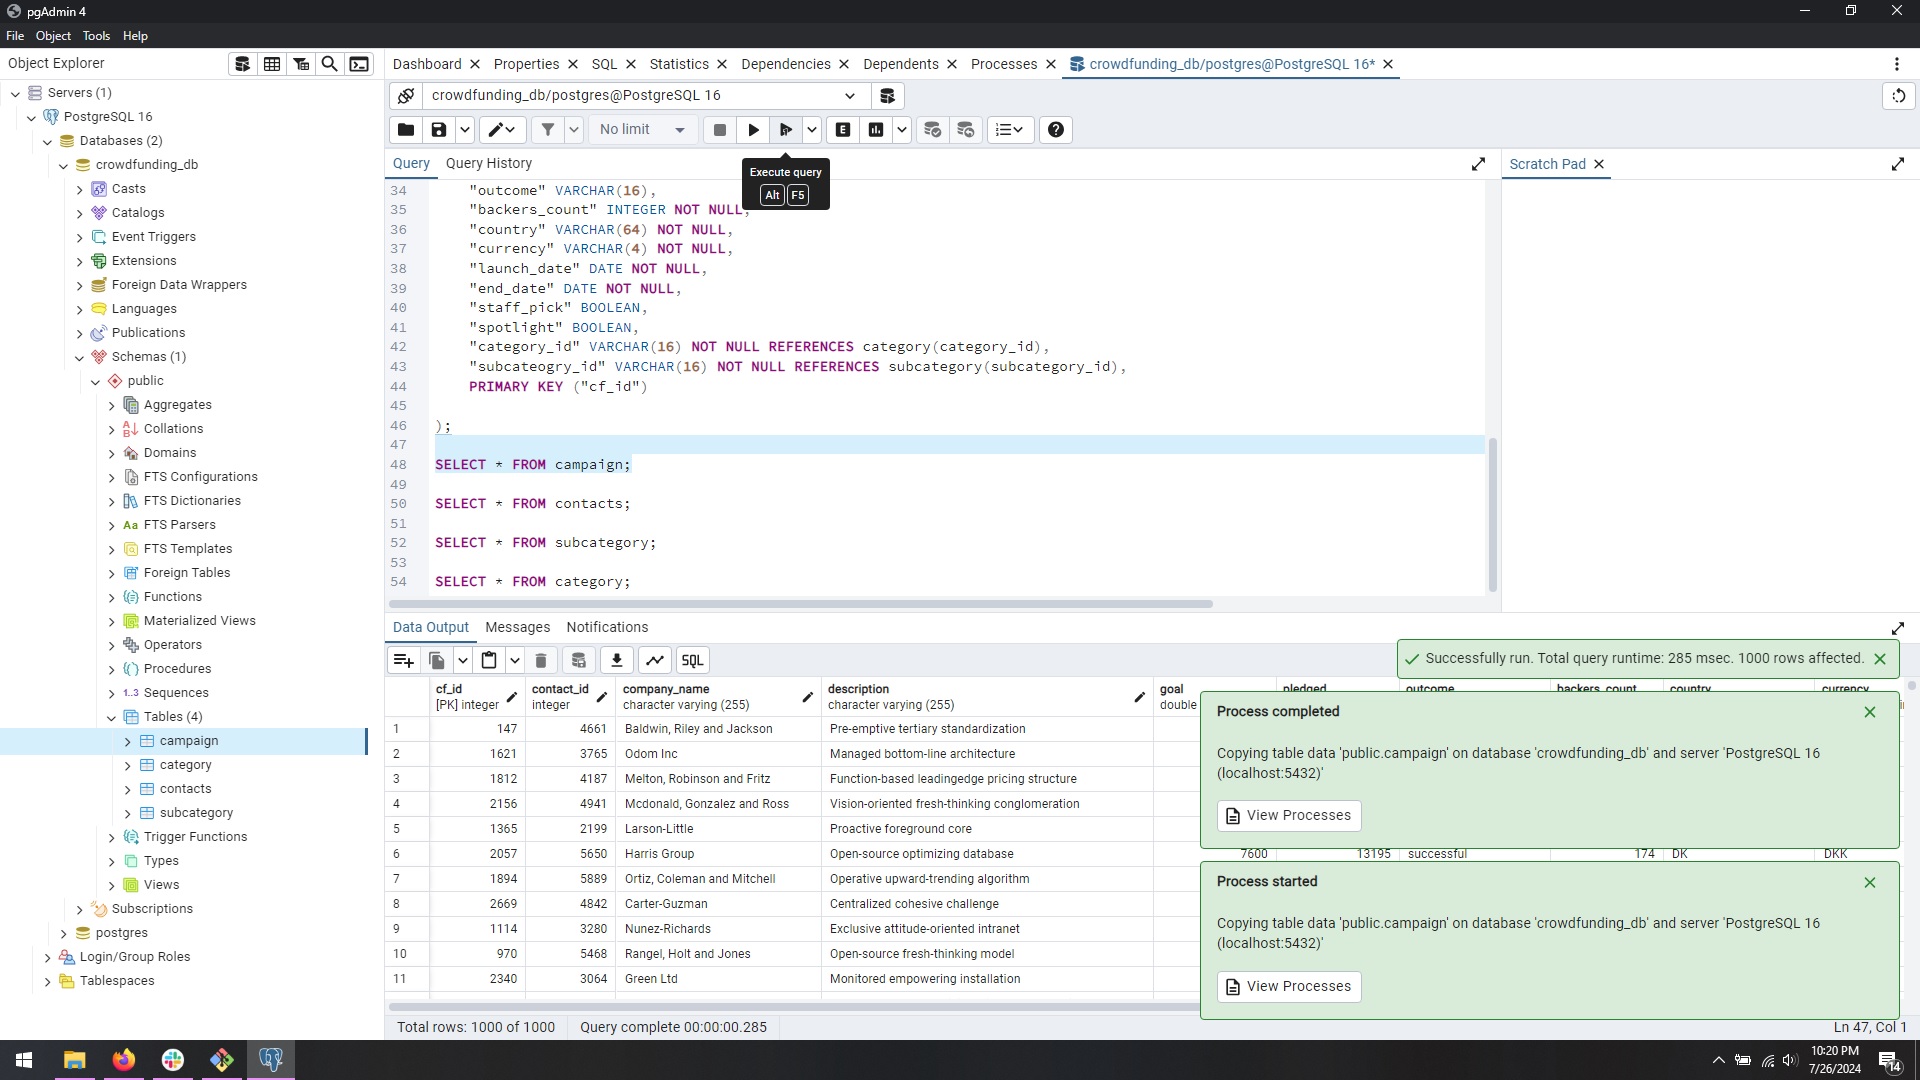 pgAdmin 4
File Object Tools Help
Object Explorer
Dashboard Properties SQL Statistics Dependencies Dependents Processes crowdfunding_db/postgres@PostgreSQL 16*
Servers (1)
PostgreSQL 16
Databases (2)
crowdfunding_db
Casts
Catalogs
Event Triggers
Extensions
Foreign Data Wrappers
Languages
Publications
Schemas (1)
public
Aggregates
Collations
Domains
FTS Configurations
FTS Dictionaries
Aa FTS Parsers
FTS Templates
Foreign Tables
Functions
Materialized Views
Operators
Procedures
1..3 Sequences
Tables (4)
campaign
category
contacts
subcategory
Trigger Functions
Types
Views
Subscriptions
postgres
Login/Group Roles
Tablespaces
crowdfunding_db/postgres@PostgreSQL 16
No limit
E
Query Query History
Execute query
Alt F5
Scratch Pad
34 "outcome" VARCHAR(16),
35 "backers_count" INTEGER NOT NULL,
36 "country" VARCHAR(64) NOT NULL,
37 "currency" VARCHAR(4) NOT NULL,
38 "launch_date" DATE NOT NULL,
39 "end_date" DATE NOT NULL,
40 "staff_pick" BOOLEAN,
41 "spotlight" BOOLEAN,
42 "category_id" VARCHAR(16) NOT NULL REFERENCES category(category_id),
43 "subcateogry_id" VARCHAR(16) NOT NULL REFERENCES subcategory(subcategory_id),
44 PRIMARY KEY ("cf_id")
45
46 );
47
48 SELECT * FROM campaign;
49
50 SELECT * FROM contacts;
51
52 SELECT * FROM subcategory;
53
54 SELECT * FROM category;
Data Output Messages Notifications
SQL
Successfully run. Total query runtime: 285 msec. 1000 rows affected.
cf_id contact_id company_name description goal pledged outcome backers_count country currency
[PK] integer integer character varying (255) character varying (255) double
1 147 4661 Baldwin, Riley and Jackson Pre-emptive tertiary standardization
2 1621 3765 Odom Inc Managed bottom-line architecture
3 1812 4187 Melton, Robinson and Fritz Function-based leadingedge pricing structure
4 2156 4941 Mcdonald, Gonzalez and Ross Vision-oriented fresh-thinking conglomeration
5 1365 2199 Larson-Little Proactive foreground core
6 2057 5650 Harris Group Open-source optimizing database 7600 13195 successful 174 DK DKK
7 1894 5889 Ortiz, Coleman and Mitchell Operative upward-trending algorithm
8 2669 4842 Carter-Guzman Centralized cohesive challenge
9 1114 3280 Nunez-Richards Exclusive attitude-oriented intranet
10 970 5468 Rangel, Holt and Jones Open-source fresh-thinking model
11 2340 3064 Green Ltd Monitored empowering installation
Process completed
Copying table data 'public.campaign' on database 'crowdfunding_db' and server 'PostgreSQL 16
(localhost:5432)'
View Processes
Process started
Copying table data 'public.campaign' on database 'crowdfunding_db' and server 'PostgreSQL 16
(localhost:5432)'
View Processes
Total rows: 1000 of 1000 Query complete 00:00:00.285
Ln 47, Col 1
10:20 PM
7/26/2024
14